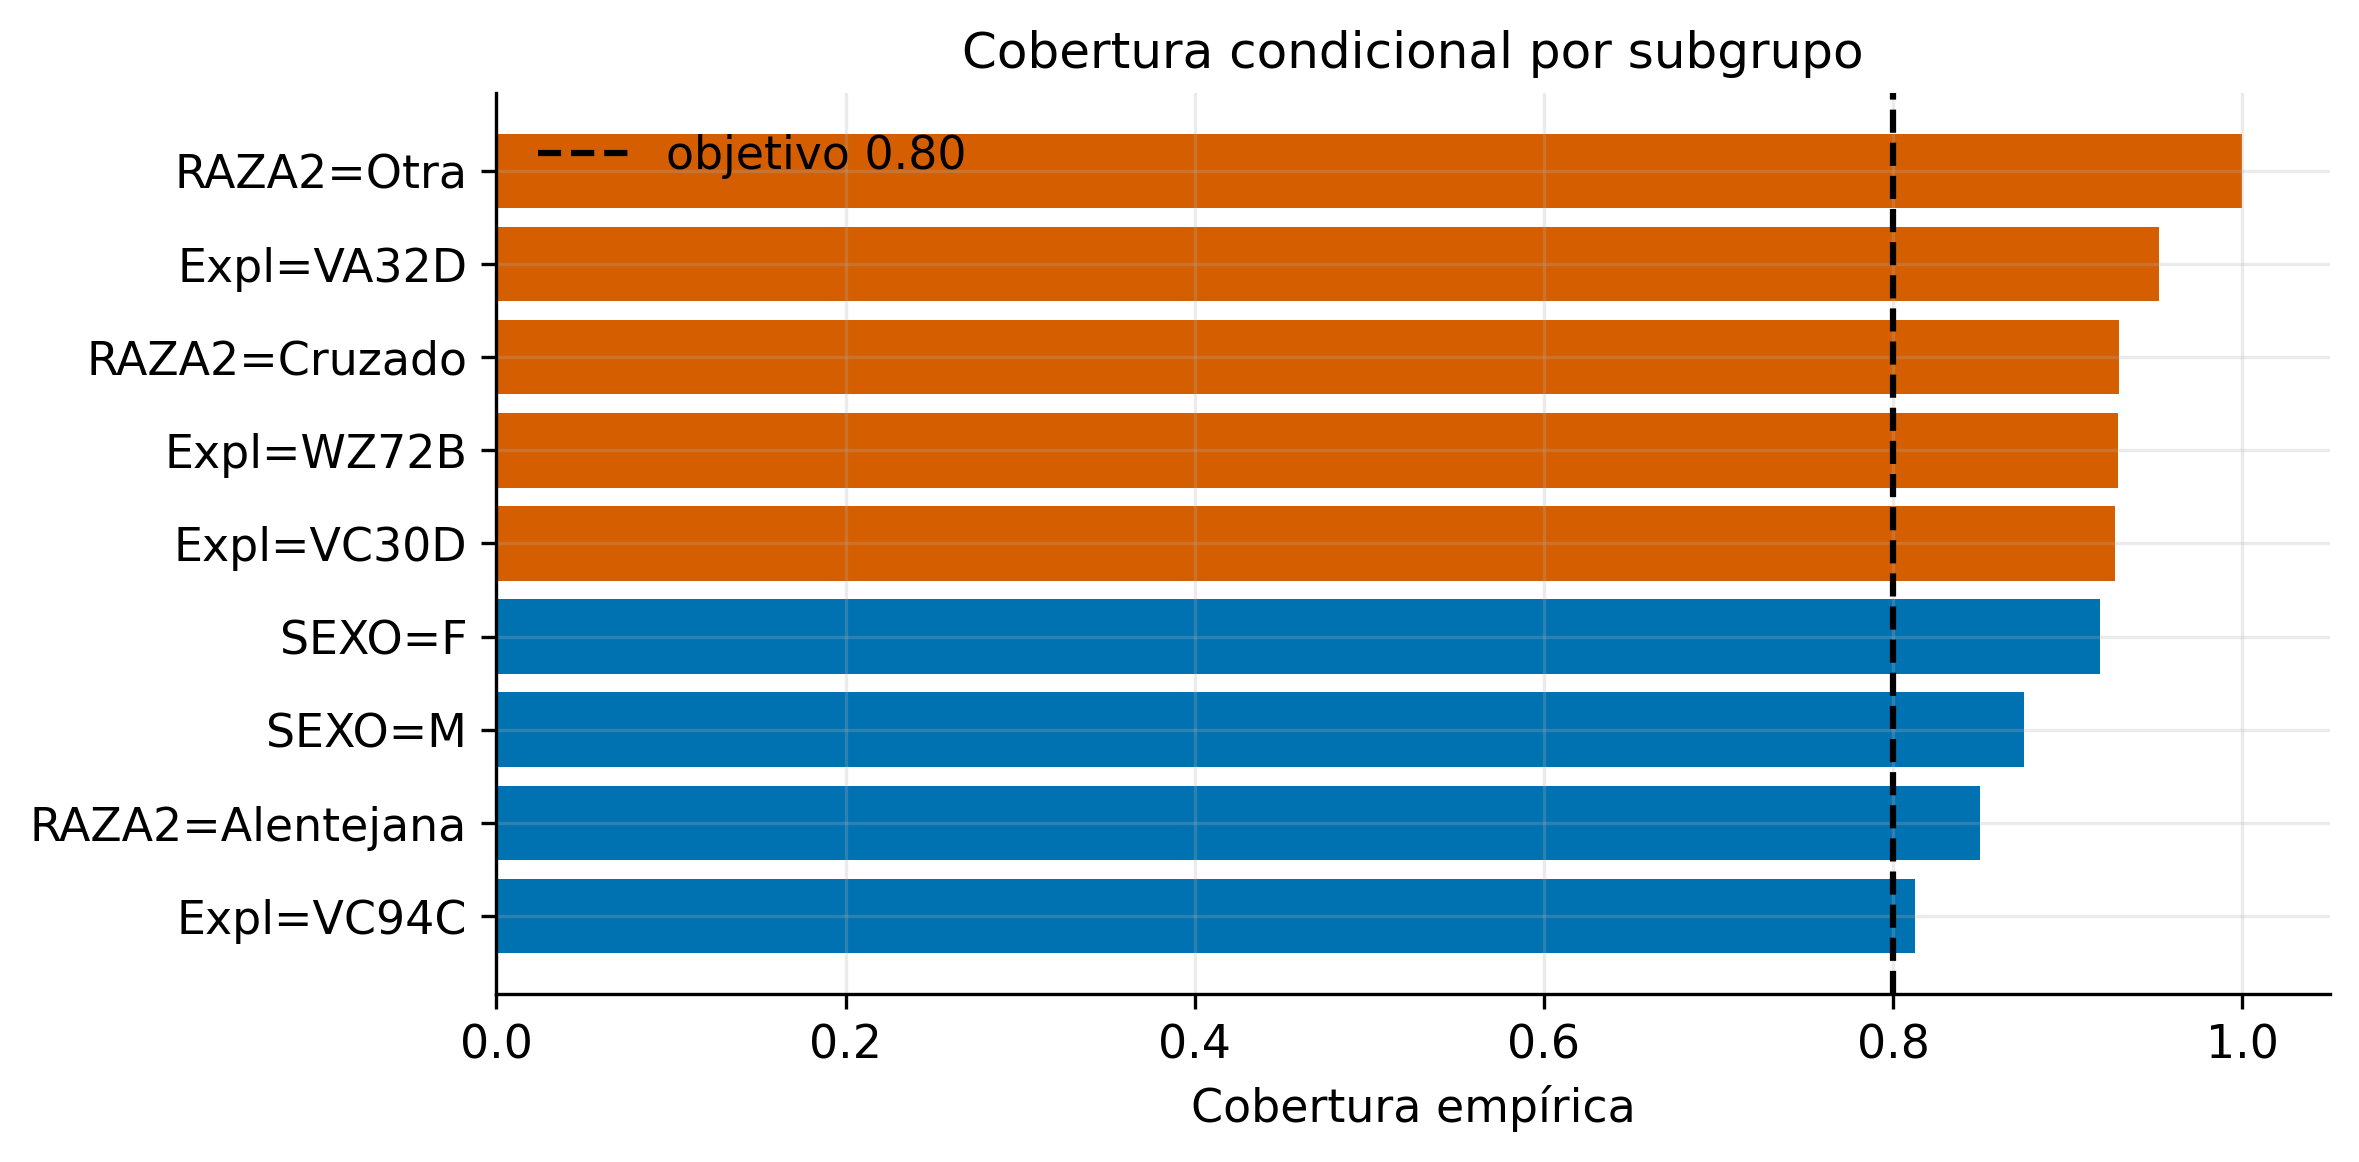 Cobertura condicional por subgrupo
RAZA2=Otra
objetivo 0.80
Expl=VA32D
RAZA2=Cruzado
Expl=WZ72B
Expl=VC30D
SEXO=F
SEXO=M
RAZA2=Alentejana
Expl=VC94C
0.0 0.2 0.4 0.6 0.8 1.0
Cobertura empírica